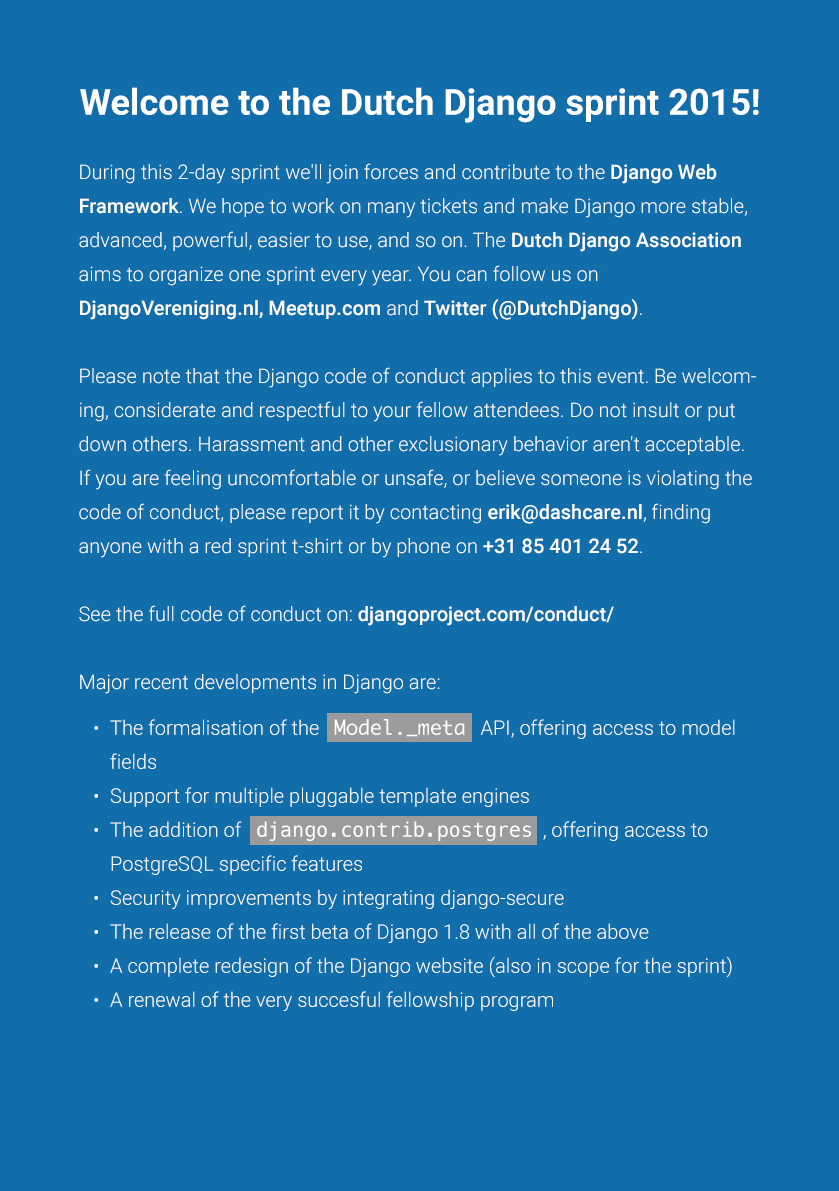 Welcome to the Dutch Django sprint 2015!
During this 2-day sprint we'll join forces and contribute to the Django Web
Framework. We hope to work on many tickets and make Django more stable,
advanced, powerful, easier to use, and so on. The Dutch Django Association
aims to organize one sprint every year. You can follow us on
DjangoVereniging.nl, Meetup.com and Twitter (@DutchDjango).
Please note that the Django code of conduct applies to this event. Be welcom-
ing, considerate and respectful to your fellow attendees. Do not insult or put
down others. Harassment and other exclusionary behavior aren't acceptable.
If you are feeling uncomfortable or unsafe, or believe someone is violating the
code of conduct, please report it by contacting erik@dashcare.nl, finding
anyone with a red sprint t-shirt or by phone on +31 85 401 24 52.
See the full code of conduct on: djangoproject.com/conduct/
Major recent developments in Django are:
• The formalisation of the Model._meta API, offering access to model
fields
• Support for multiple pluggable template engines
• The addition of django.contrib.postgres , offering access to
PostgreSQL specific features
• Security improvements by integrating django-secure
• The release of the first beta of Django 1.8 with all of the above
• A complete redesign of the Django website (also in scope for the sprint)
• A renewal of the very succesful fellowship program